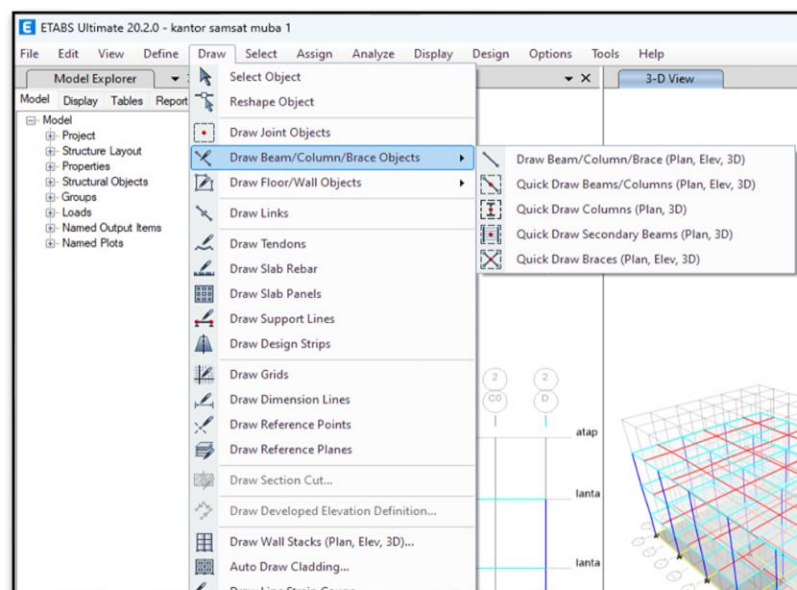 ETABS Ultimate 20.2.0 - kantor samsat muba 1
File Edit View Define Draw Select Assign Analyze Display Design Options Tools Help
Model Explorer
Model Display Tables Report
Model
Project
Structure Layout
Properties
Structural Objects
Groups
Loads
Named Output Items
Named Plots
Select Object
Reshape Object
Draw Joint Objects
Draw Beam/Column/Brace Objects
Draw Floor/Wall Objects
Draw Links
Draw Tendons
Draw Slab Rebar
Draw Slab Panels
Draw Support Lines
Draw Design Strips
Draw Grids
Draw Dimension Lines
Draw Reference Points
Draw Reference Planes
Draw Section Cut...
Draw Developed Elevation Definition...
Draw Wall Stacks (Plan, Elev, 3D)...
Auto Draw Cladding...
Draw Line Strain Gauge
Draw Beam/Column/Brace (Plan, Elev, 3D)
Quick Draw Beams/Columns (Plan, Elev, 3D)
Quick Draw Columns (Plan, 3D)
Quick Draw Secondary Beams (Plan, 3D)
Quick Draw Braces (Plan, Elev, 3D)
3-D View
2 2
C0 D
atap
lanta
lanta